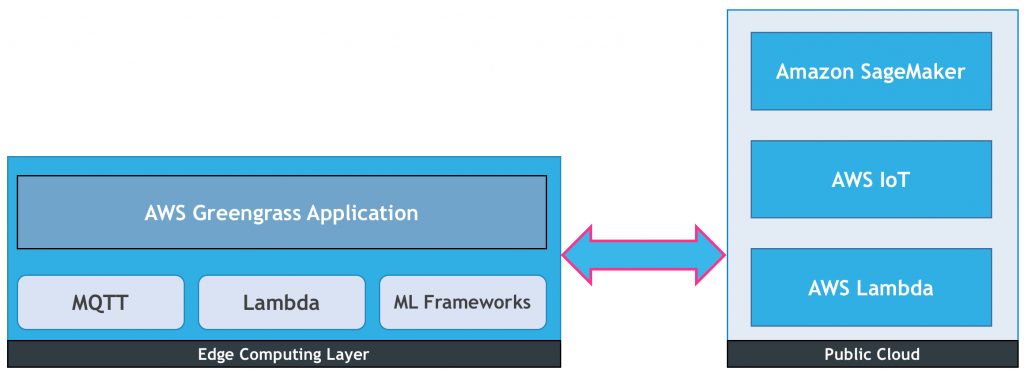 AWS Greengrass Application
MQTT
Lambda
ML Frameworks
Edge Computing Layer
Amazon SageMaker
AWS IoT
AWS Lambda
Public Cloud